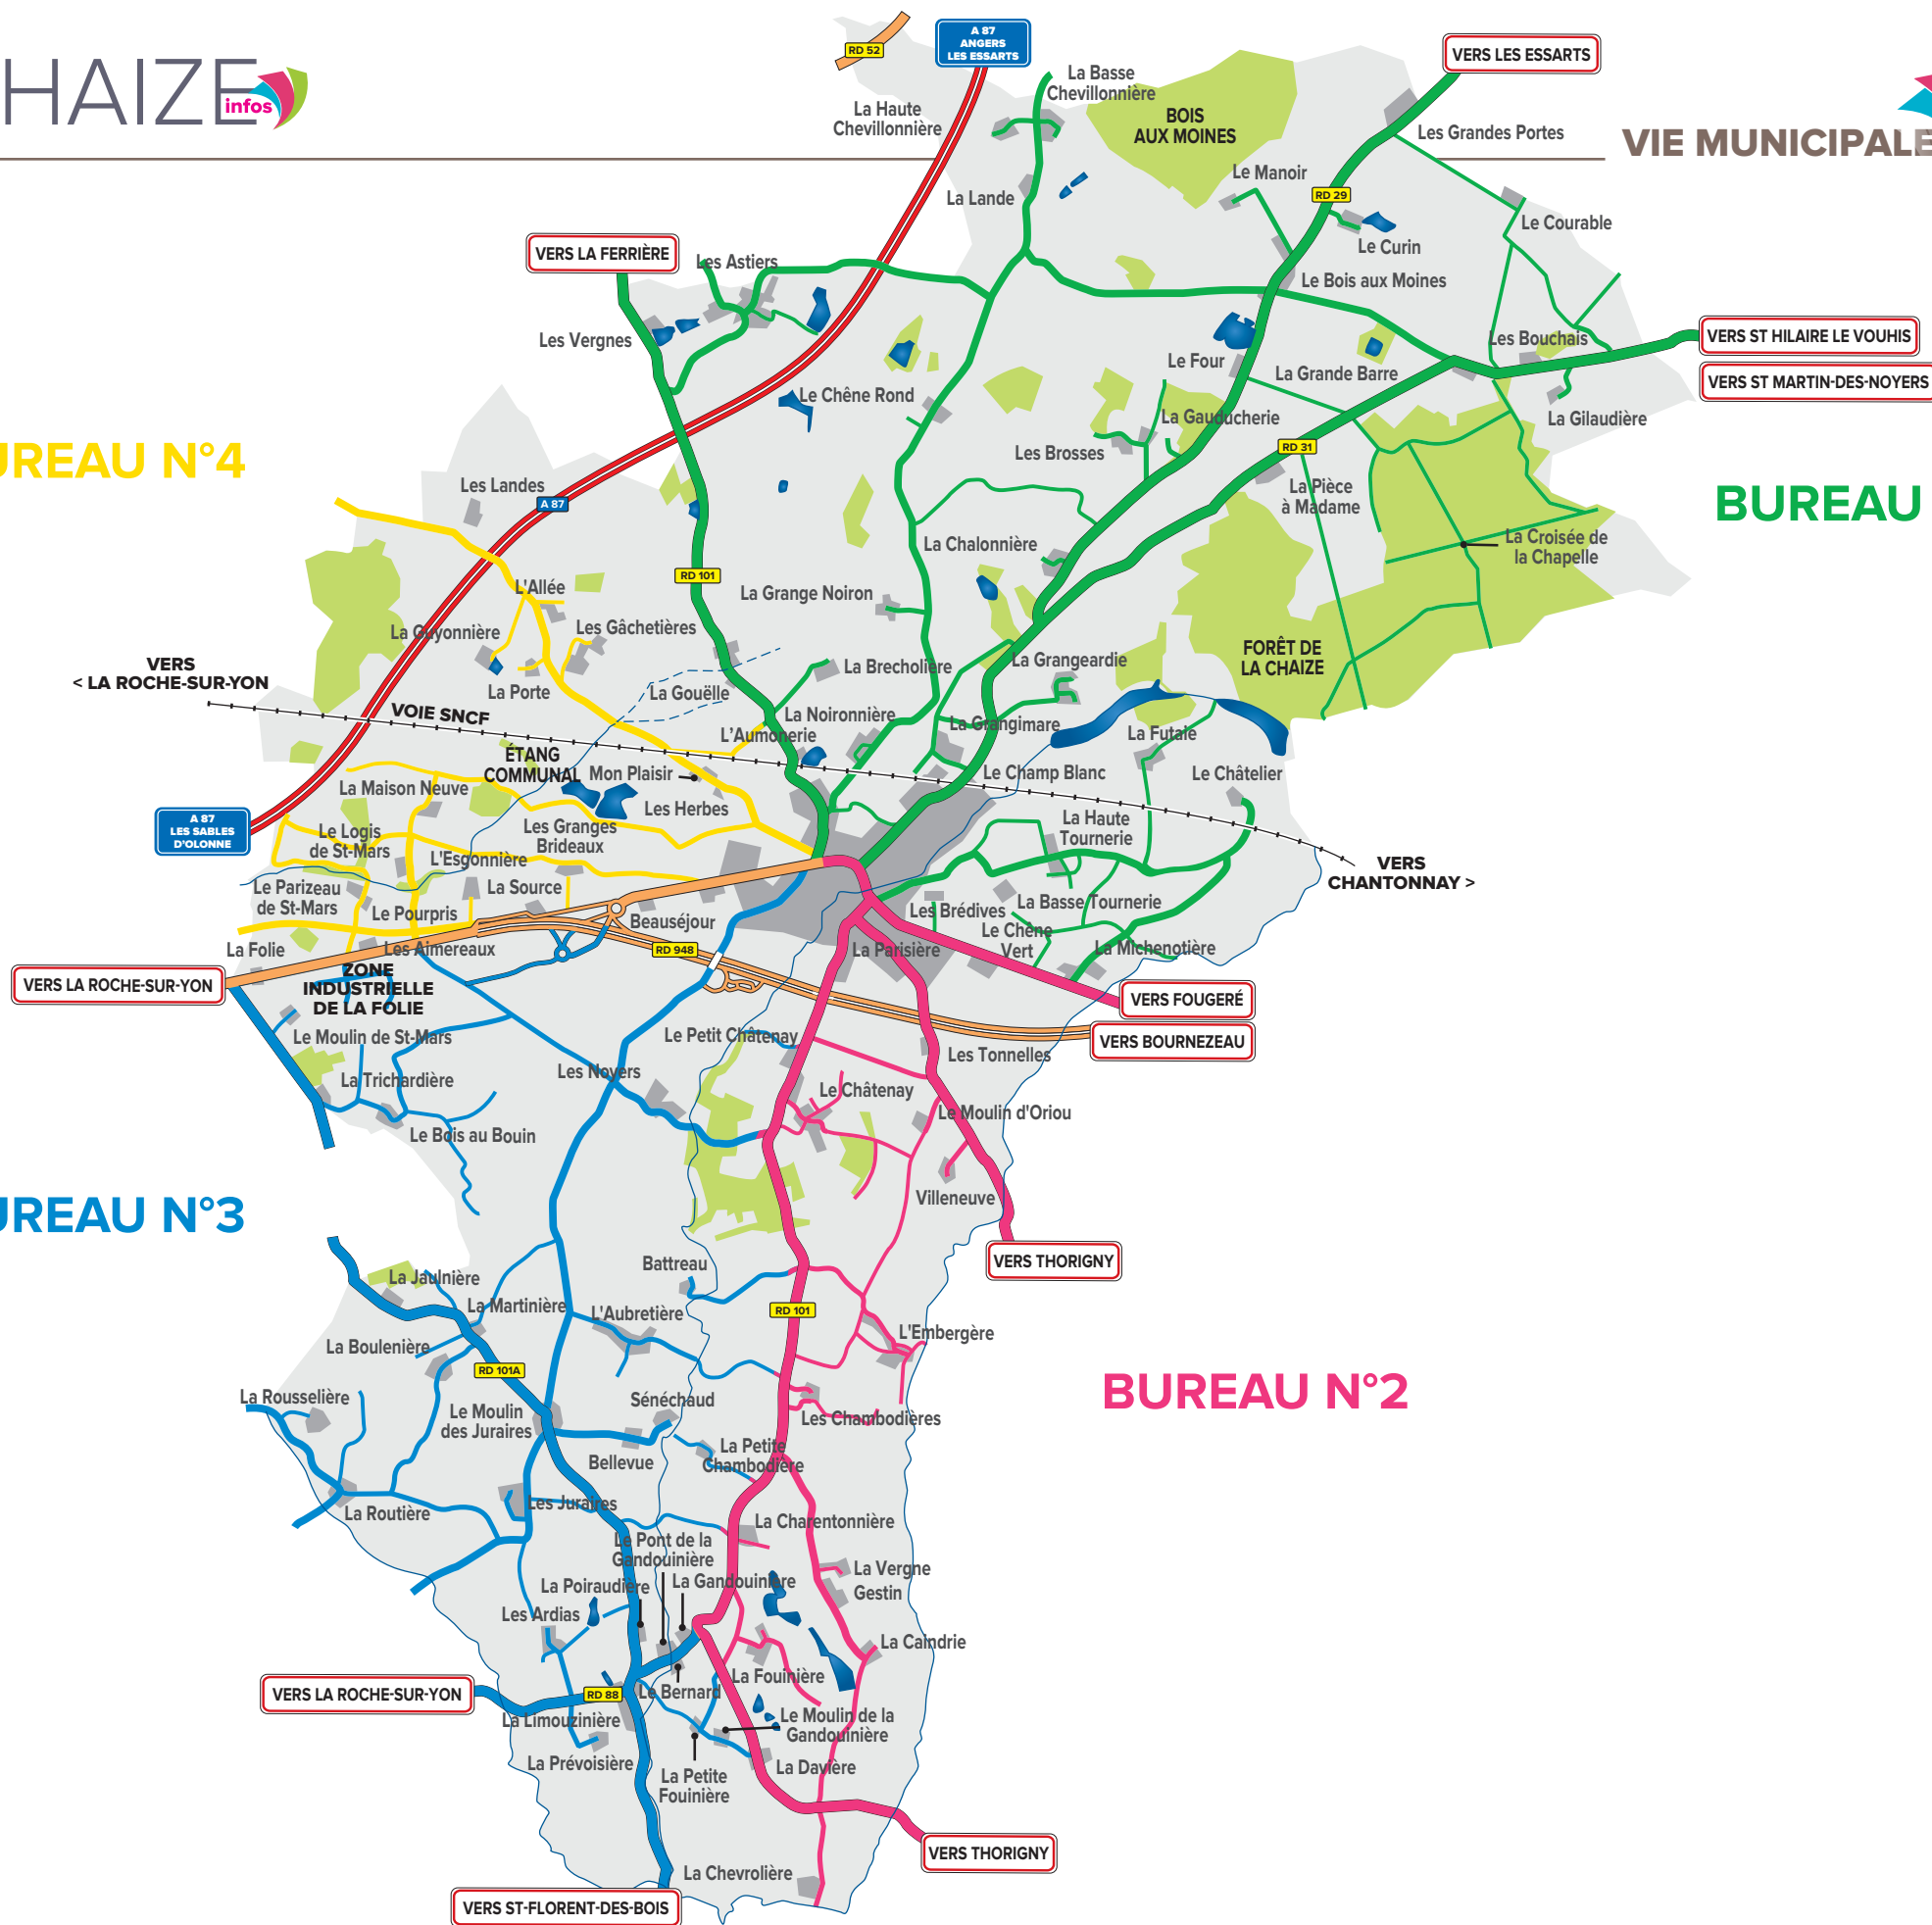 HAIZE
infos
VIE MUNICIPALE
RD 52
A 87
ANGERS
LES ESSARTS
VERS LES ESSARTS
La Basse
Chevillonnière
La Haute
Chevillonnière
BOIS
AUX MOINES
Les Grandes Portes
Le Manoir
RD 29
La Lande
Le Courable
Le Curin
VERS LA FERRIÈRE
Les Astiers
Le Bois aux Moines
Les Vergnes
Les Bouchais
VERS ST HILAIRE LE VOUHIS
Le Four
La Grande Barre
VERS ST MARTIN-DES-NOYERS
Le Chêne Rond
La Gauducherie
La Gilaudière
Les Brosses
RD 31
UREAU N°4
Les Landes
A 87
La Pièce
à Madame
BUREAU
La Chalonnière
La Croisée de
la Chapelle
RD 101
L'Allée
La Grange Noiron
La Guyonnière
Les Gâchetières
FORÊT DE
LA CHAIZE
VERS
< LA ROCHE-SUR-YON
La Brecholière
La Grangeardie
La Porte
La Gouëlle
VOIE SNCF
La Noironnière
L'Aumonerie
La Grangimare
La Futaie
ÉTANG
COMMUNAL
Mon Plaisir
Le Champ Blanc
Le Châtelier
La Maison Neuve
Les Herbes
A 87
LES SABLES
D'OLONNE
Le Logis
de St-Mars
Les Granges
Brideaux
La Haute
Tournerie
L'Esgonnière
VERS
CHANTONNAY >
Le Parizeau
de St-Mars
La Source
Le Pourpris
Beauséjour
Les Brédives
La Basse Tournerie
Le Chêne
Vert
La Folie
Les Aimereaux
RD 948
La Parisière
La Michenotière
VERS LA ROCHE-SUR-YON
ZONE
INDUSTRIELLE
DE LA FOLIE
VERS FOUGERÉ
Le Moulin de St-Mars
Le Petit Châtenay
VERS BOURNEZEAU
Les Tonnelles
Les Noyers
La Trichardière
Le Châtenay
Le Moulin d'Oriou
Le Bois au Bouin
Villeneuve
UREAU N°3
VERS THORIGNY
Battreau
La Jaulnière
La Martinière
L'Aubretière
RD 101
La Boulenière
L'Embergère
RD 101A
BUREAU N°2
La Rousselière
Sénéchaud
Le Moulin
des Juraires
Les Chambodières
Bellevue
La Petite
Chambodière
Les Juraires
La Routière
La Charentonnière
Le Pont de la
Gandouinière
La Vergne
Gestin
La Poiraudière
La Gandouinière
Les Ardias
La Caindrie
La Fouinière
VERS LA ROCHE-SUR-YON
RD 88
Le Bernard
La Limouzinière
Le Moulin de la
Gandouinière
La Prévoisière
La Davière
La Petite
Fouinière
VERS THORIGNY
La Chevrolière
VERS ST-FLORENT-DES-BOIS